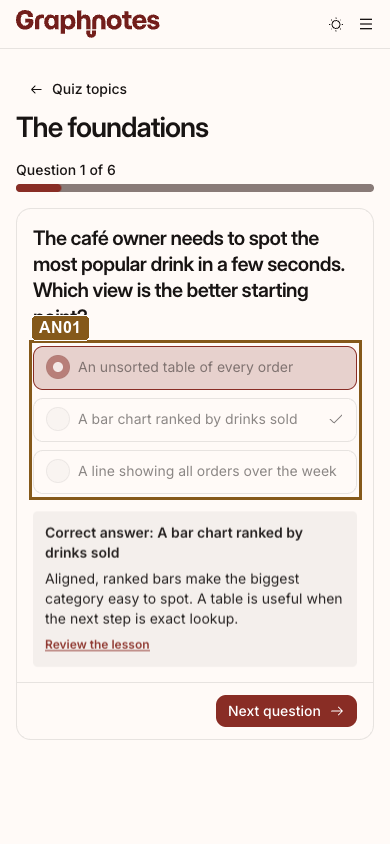 Graphnotes
← Quiz topics
The foundations
Question 1 of 6
The café owner needs to spot the
most popular drink in a few seconds.
Which view is the better starting
point?
AN01
An unsorted table of every order
A bar chart ranked by drinks sold
A line showing all orders over the week
Correct answer: A bar chart ranked by
drinks sold
Aligned, ranked bars make the biggest
category easy to spot. A table is useful when
the next step is exact lookup.
Review the lesson
Next question →